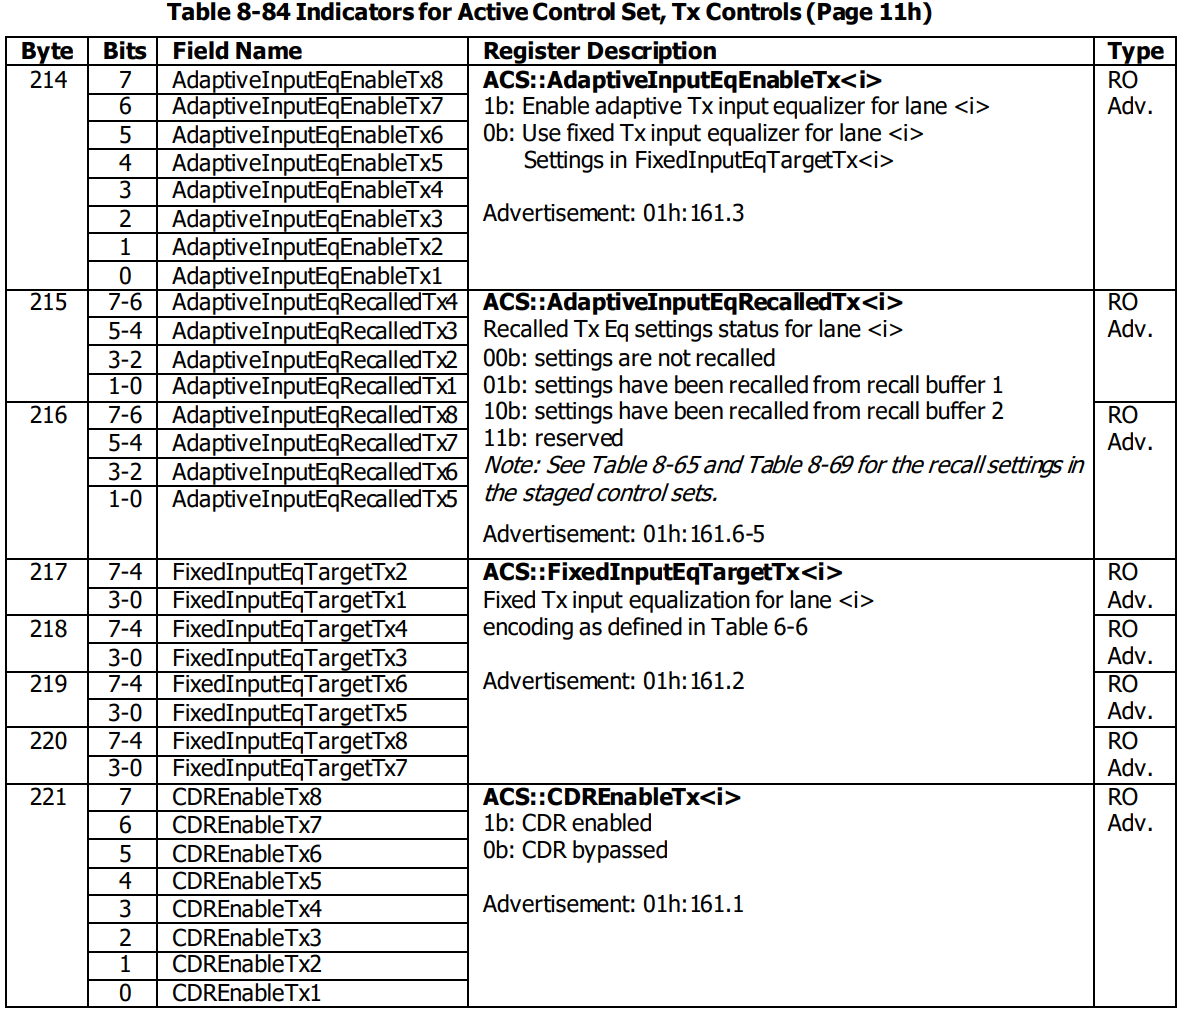 Table 8-84 Indicators for Active Control Set, Tx Controls (Page 11h)
Byte Bits Field Name Register Description Type
214 7 AdaptiveInputEqEnableTx8 ACS::AdaptiveInputEqEnableTx<i> RO
6 AdaptiveInputEqEnableTx7 1b: Enable adaptive Tx input equalizer for lane <i> Adv.
5 AdaptiveInputEqEnableTx6 0b: Use fixed Tx input equalizer for lane <i>
4 AdaptiveInputEqEnableTx5 Settings in FixedInputEqTargetTx<i>
3 AdaptiveInputEqEnableTx4
2 AdaptiveInputEqEnableTx3 Advertisement: 01h:161.3
1 AdaptiveInputEqEnableTx2
0 AdaptiveInputEqEnableTx1
215 7-6 AdaptiveInputEqRecalledTx4 ACS::AdaptiveInputEqRecalledTx<i> RO
5-4 AdaptiveInputEqRecalledTx3 Recalled Tx Eq settings status for lane <i> Adv.
3-2 AdaptiveInputEqRecalledTx2 00b: settings are not recalled
1-0 AdaptiveInputEqRecalledTx1 01b: settings have been recalled from recall buffer 1
216 7-6 AdaptiveInputEqRecalledTx8 10b: settings have been recalled from recall buffer 2 RO
5-4 AdaptiveInputEqRecalledTx7 11b: reserved Adv.
3-2 AdaptiveInputEqRecalledTx6 Note: See Table 8-65 and Table 8-69 for the recall settings in
1-0 AdaptiveInputEqRecalledTx5 the staged control sets.
Advertisement: 01h:161.6-5
217 7-4 FixedInputEqTargetTx2 ACS::FixedInputEqTargetTx<i> RO
3-0 FixedInputEqTargetTx1 Fixed Tx input equalization for lane <i> Adv.
218 7-4 FixedInputEqTargetTx4 encoding as defined in Table 6-6 RO
3-0 FixedInputEqTargetTx3 Adv.
219 7-4 FixedInputEqTargetTx6 Advertisement: 01h:161.2 RO
3-0 FixedInputEqTargetTx5 Adv.
220 7-4 FixedInputEqTargetTx8 RO
3-0 FixedInputEqTargetTx7 Adv.
221 7 CDREnableTx8 ACS::CDREnableTx<i> RO
6 CDREnableTx7 1b: CDR enabled Adv.
5 CDREnableTx6 0b: CDR bypassed
4 CDREnableTx5
3 CDREnableTx4 Advertisement: 01h:161.1
2 CDREnableTx3
1 CDREnableTx2
0 CDREnableTx1